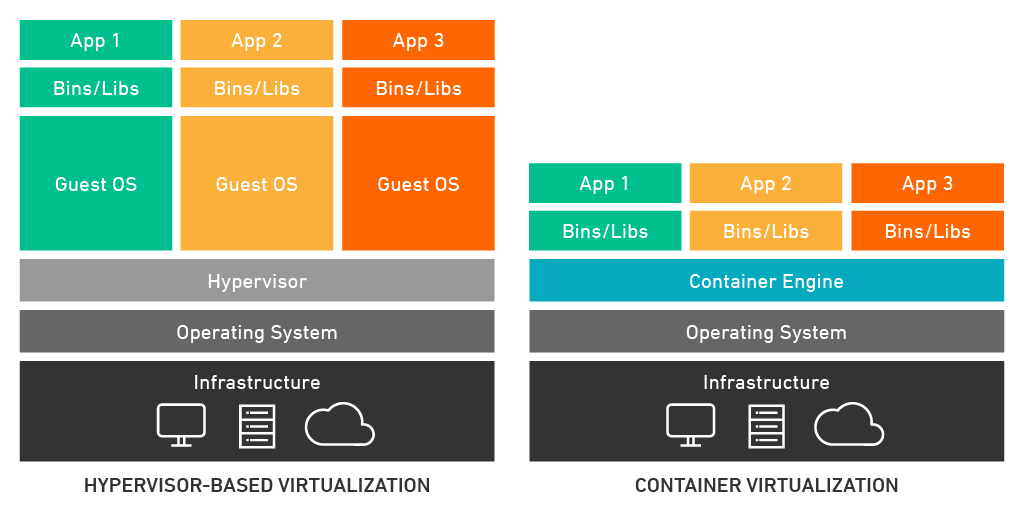 App 1
App 2
App 3
Bins/Libs
Bins/Libs
Bins/Libs
Guest OS
Guest OS
Guest OS
Hypervisor
Operating System
Infrastructure
HYPERVISOR-BASED VIRTUALIZATION
App 1
App 2
App 3
Bins/Libs
Bins/Libs
Bins/Libs
Container Engine
Operating System
Infrastructure
CONTAINER VIRTUALIZATION